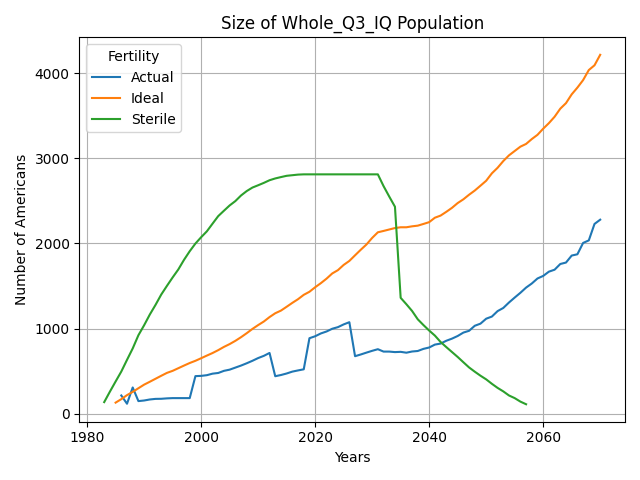 Size of Whole_Q3_IQ Population
Fertility
Actual
Ideal
Sterile
Number of Americans
4000
3000
2000
1000
0
1980
2000
2020
2040
2060
Years